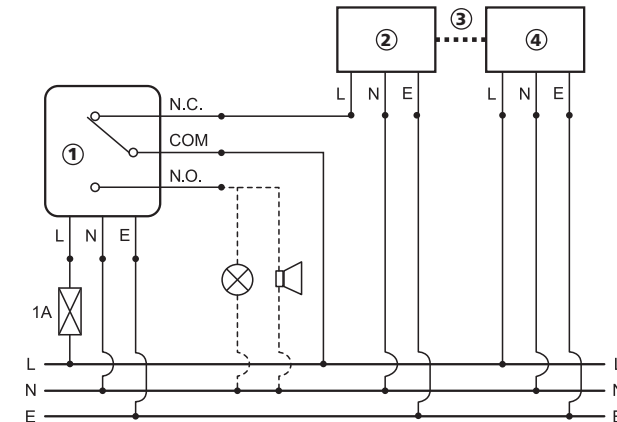 ③
② ④
L N E L N E
N.C.
COM
①
N.O.
L N E
1A
L L
N N
E E